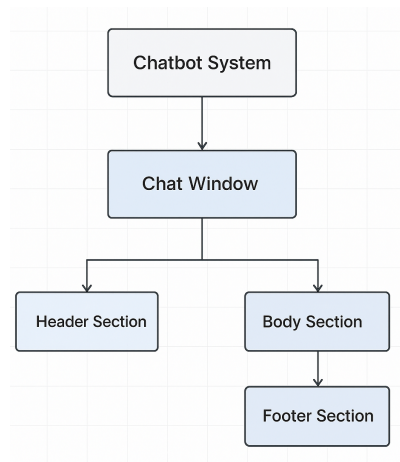 Chatbot System
Chat Window
Header Section
Body Section
Footer Section